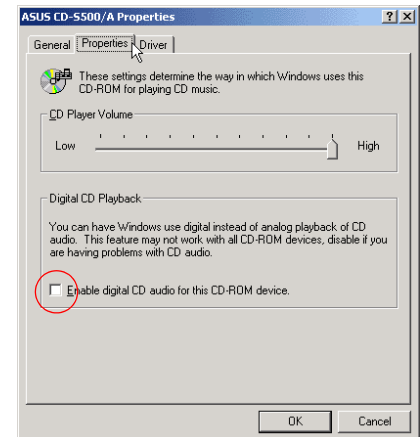 ASUS CD-S500/A Properties
General Properties Driver
These settings determine the way in which Windows uses this
CD-ROM for playing CD music.
CD Player Volume
Low High
Digital CD Playback
You can have Windows use digital instead of analog playback of CD
audio. This feature may not work with all CD-ROM devices, disable if you
are having problems with CD audio.
Enable digital CD audio for this CD-ROM device.
OK Cancel